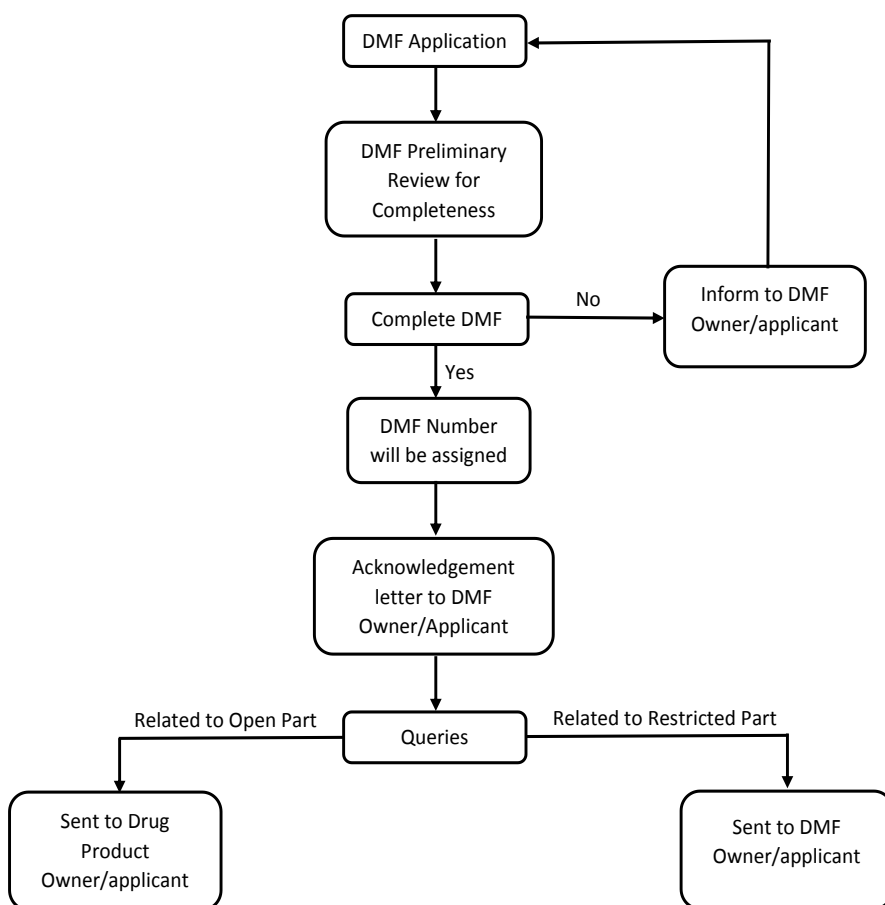 DMF Application
DMF Preliminary
Review for
Completeness
Complete DMF
No
Inform to DMF
Owner/applicant
Yes
DMF Number
will be assigned
Acknowledgement
letter to DMF
Owner/Applicant
Related to Open Part
Queries
Related to Restricted Part
Sent to Drug
Product
Owner/applicant
Sent to DMF
Owner/applicant